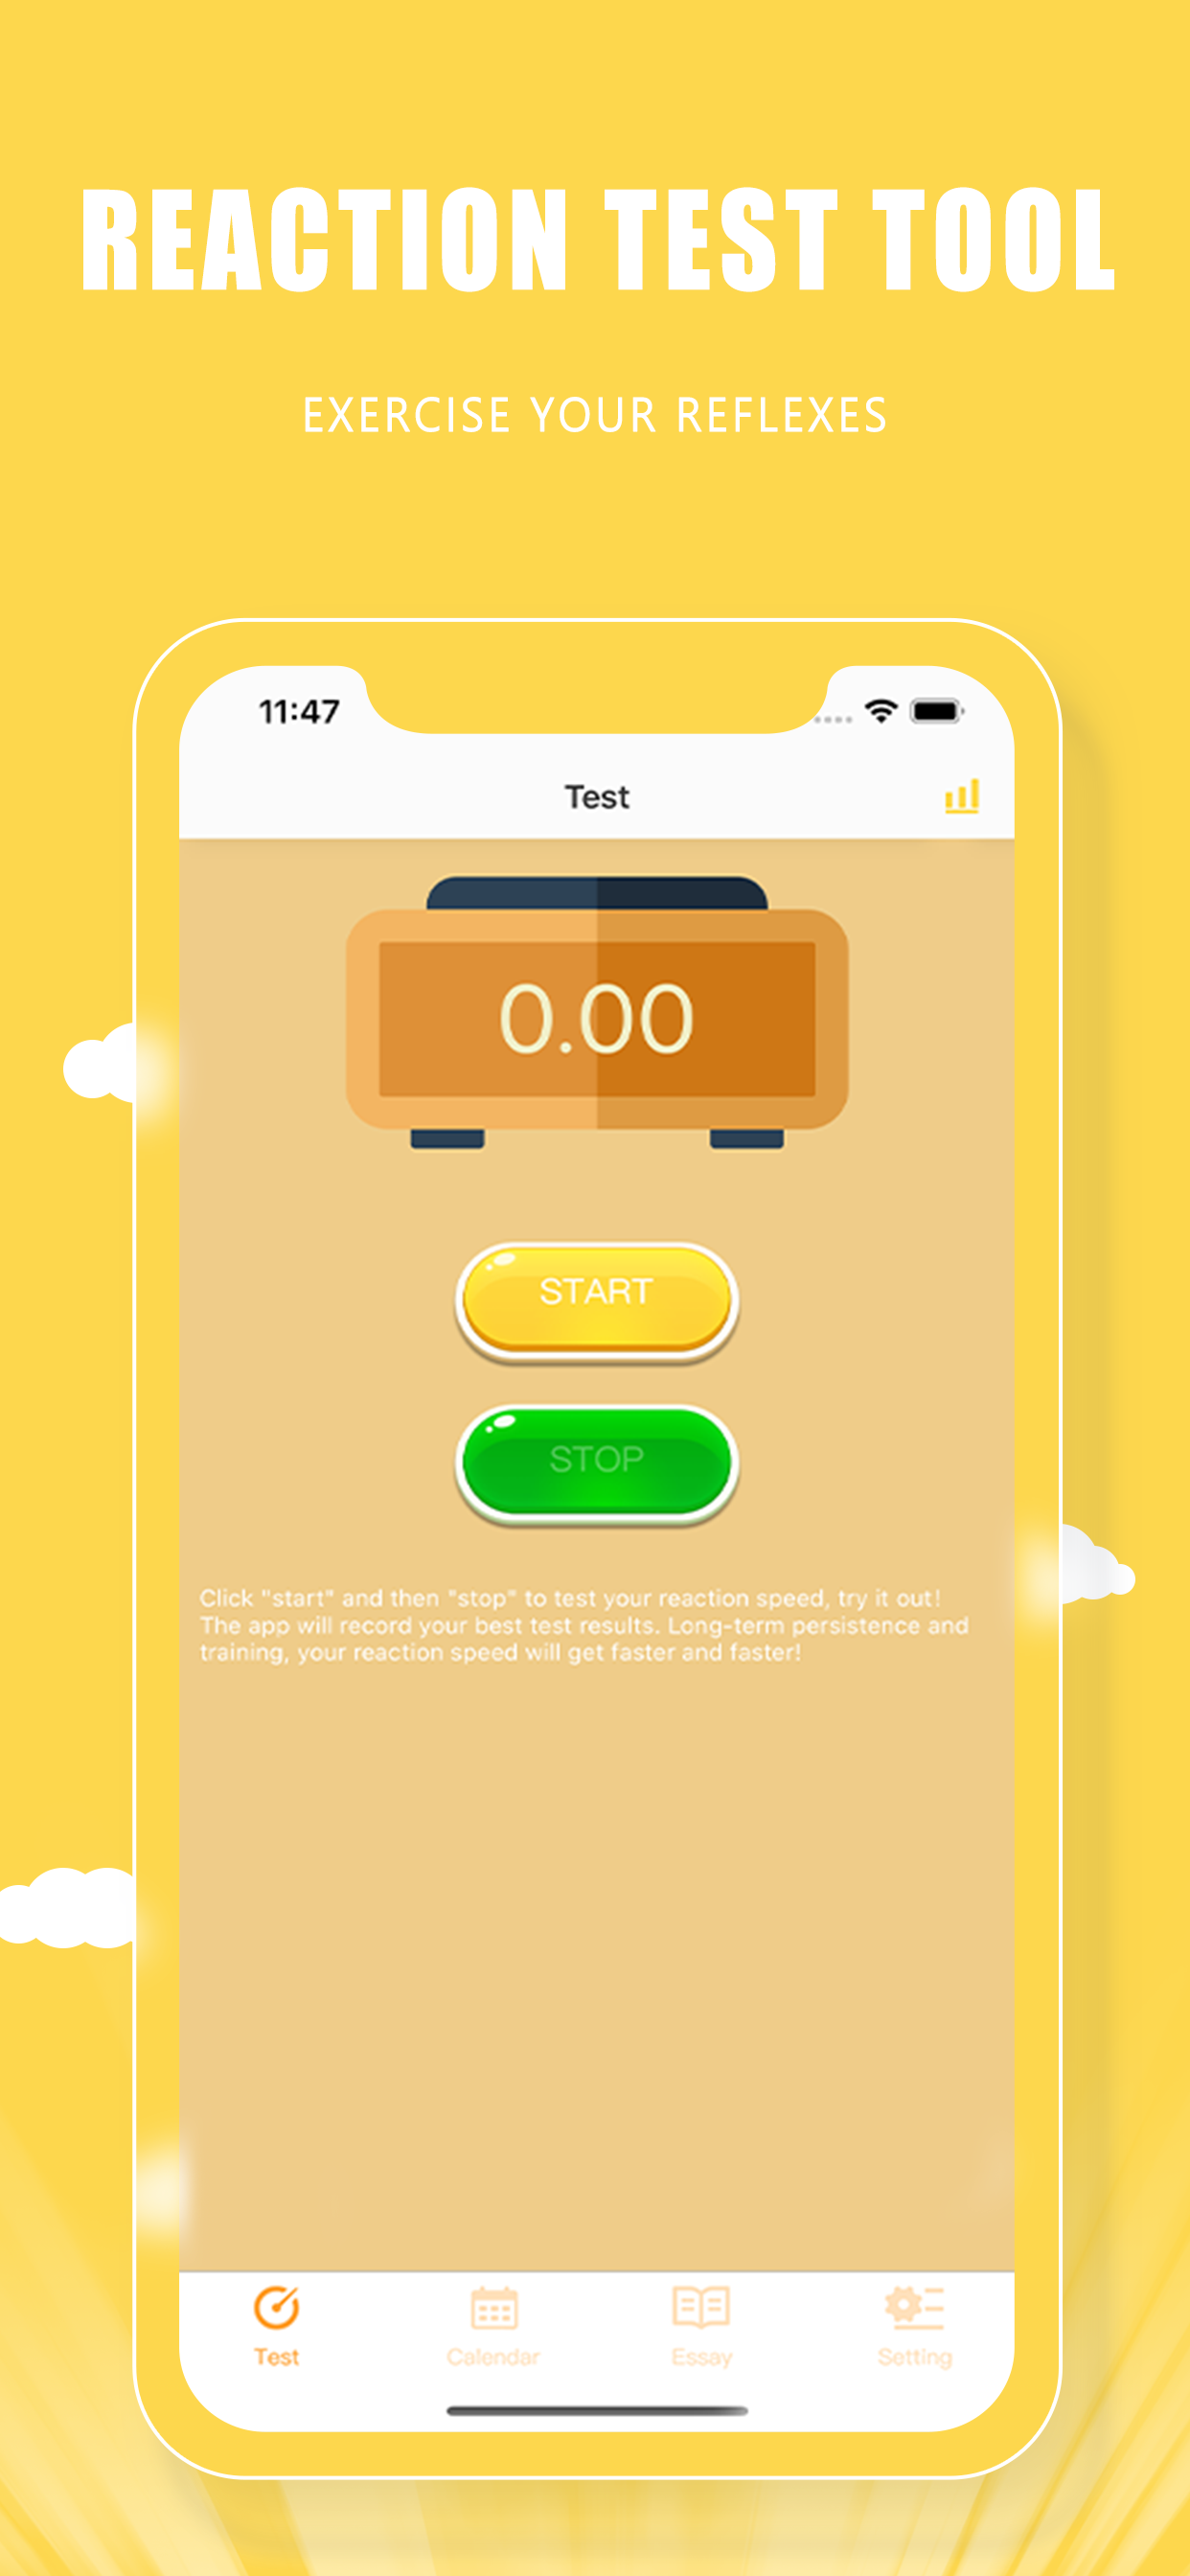 REACTION TEST TOOL
EXERCISE YOUR REFLEXES
11:47
Test
0.00
START
STOP
Click "start" and then "stop" to test your reaction speed, try it out!
The app will record your best test results. Long-term persistence and
training, your reaction speed will get faster and faster!
Test
Calendar
Essay
Setting